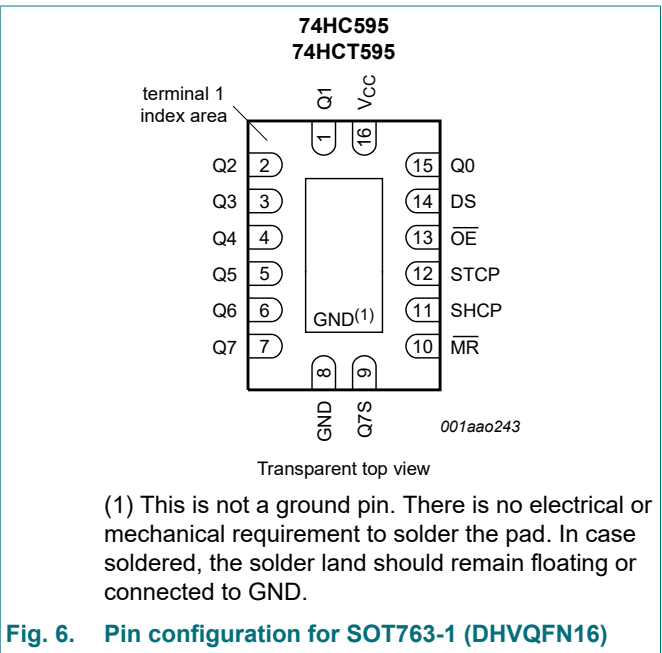 74HC595
74HCT595
terminal 1
index area
Q1
VCC
1
16
Q2 2
15 Q0
Q3 3
14 DS
Q4 4
13 O̅E̅
Q5 5
12 STCP
Q6 6
11 SHCP
GND(1)
Q7 7
10 M̅R̅
8
9
GND
Q7S
001aao243
Transparent top view
(1) This is not a ground pin. There is no electrical or
mechanical requirement to solder the pad. In case
soldered, the solder land should remain floating or
connected to GND.
Fig. 6. Pin configuration for SOT763-1 (DHVQFN16)